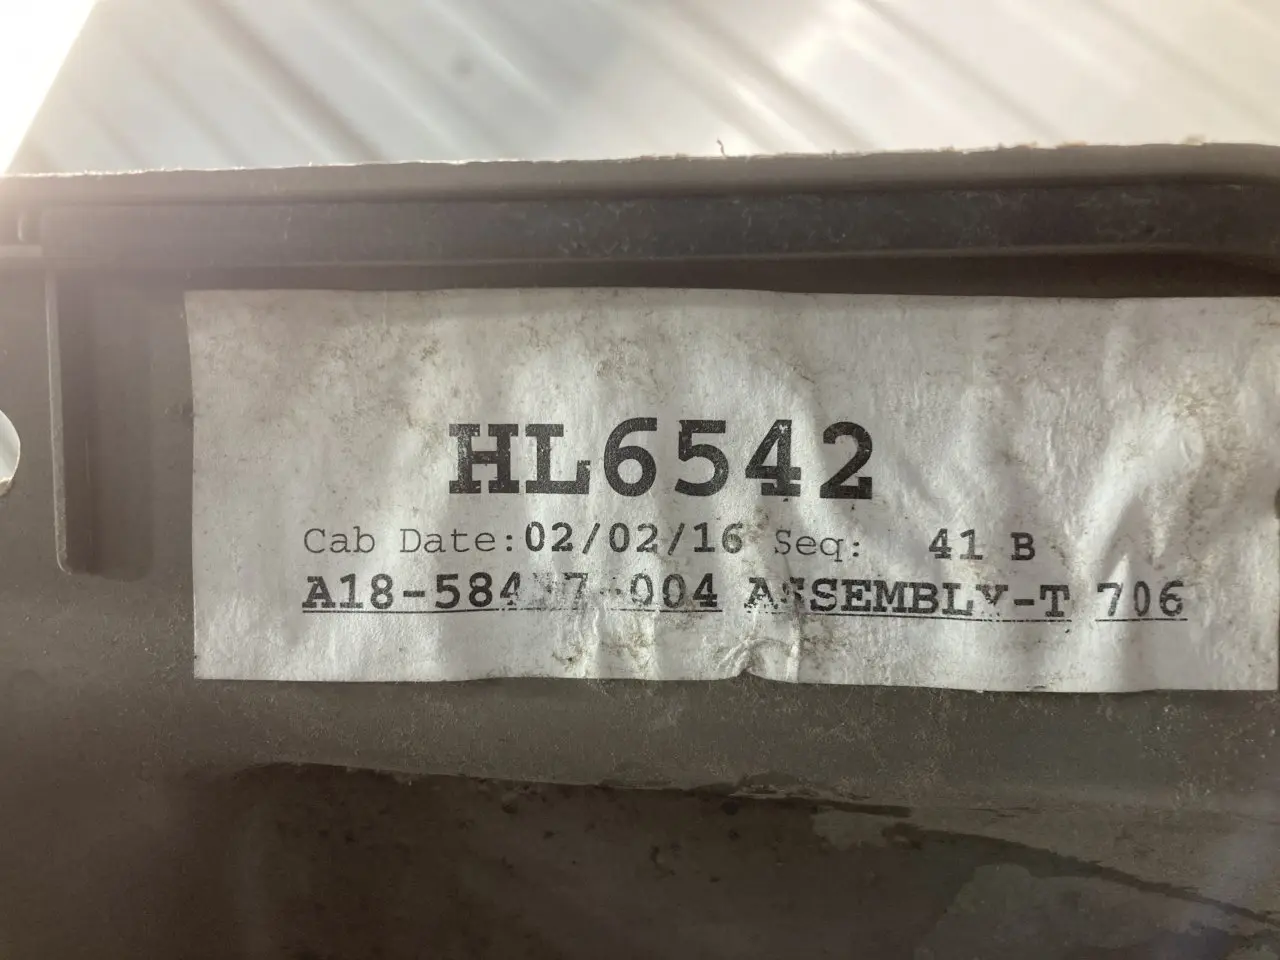 HL6542
Cab Date: 02/02/16 Seq: 41 B
ASSEMBLY-T 706